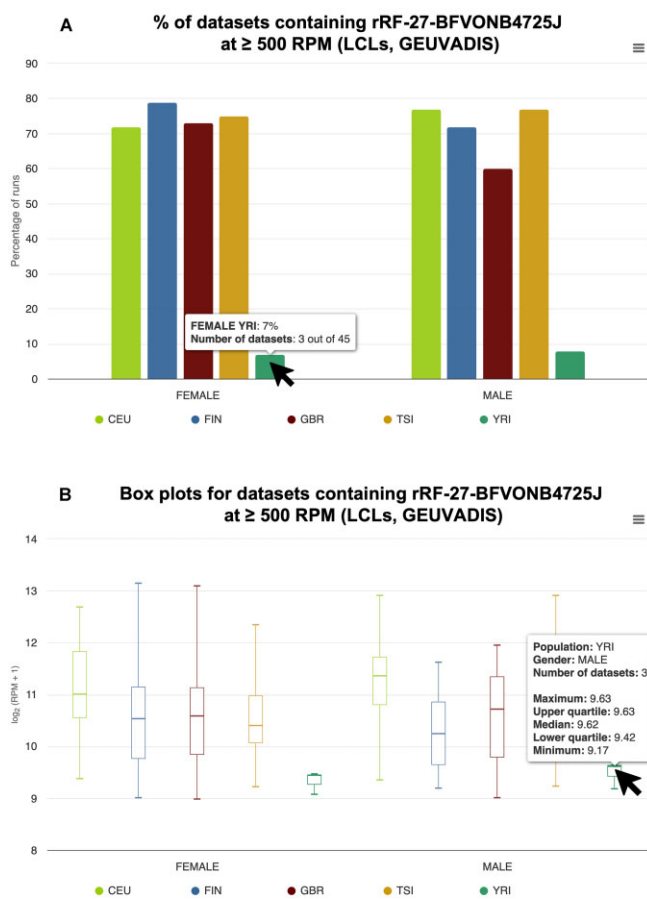 A
% of datasets containing rRF-27-BFVONB4725J
at ≥ 500 RPM (LCLs, GEUVADIS)
90
80
70
60
50
40
30
20
10
0
Percentage of runs
FEMALE YRI: 7%
Number of datasets: 3 out of 45
FEMALE MALE
CEU FIN GBR TSI YRI
B
Box plots for datasets containing rRF-27-BFVONB4725J
at ≥ 500 RPM (LCLs, GEUVADIS)
14
13
12
11
10
9
8
log2 (RPM + 1)
Population: YRI
Gender: MALE
Number of datasets: 3
Maximum: 9.63
Upper quartile: 9.63
Median: 9.62
Lower quartile: 9.42
Minimum: 9.17
FEMALE MALE
CEU FIN GBR TSI YRI